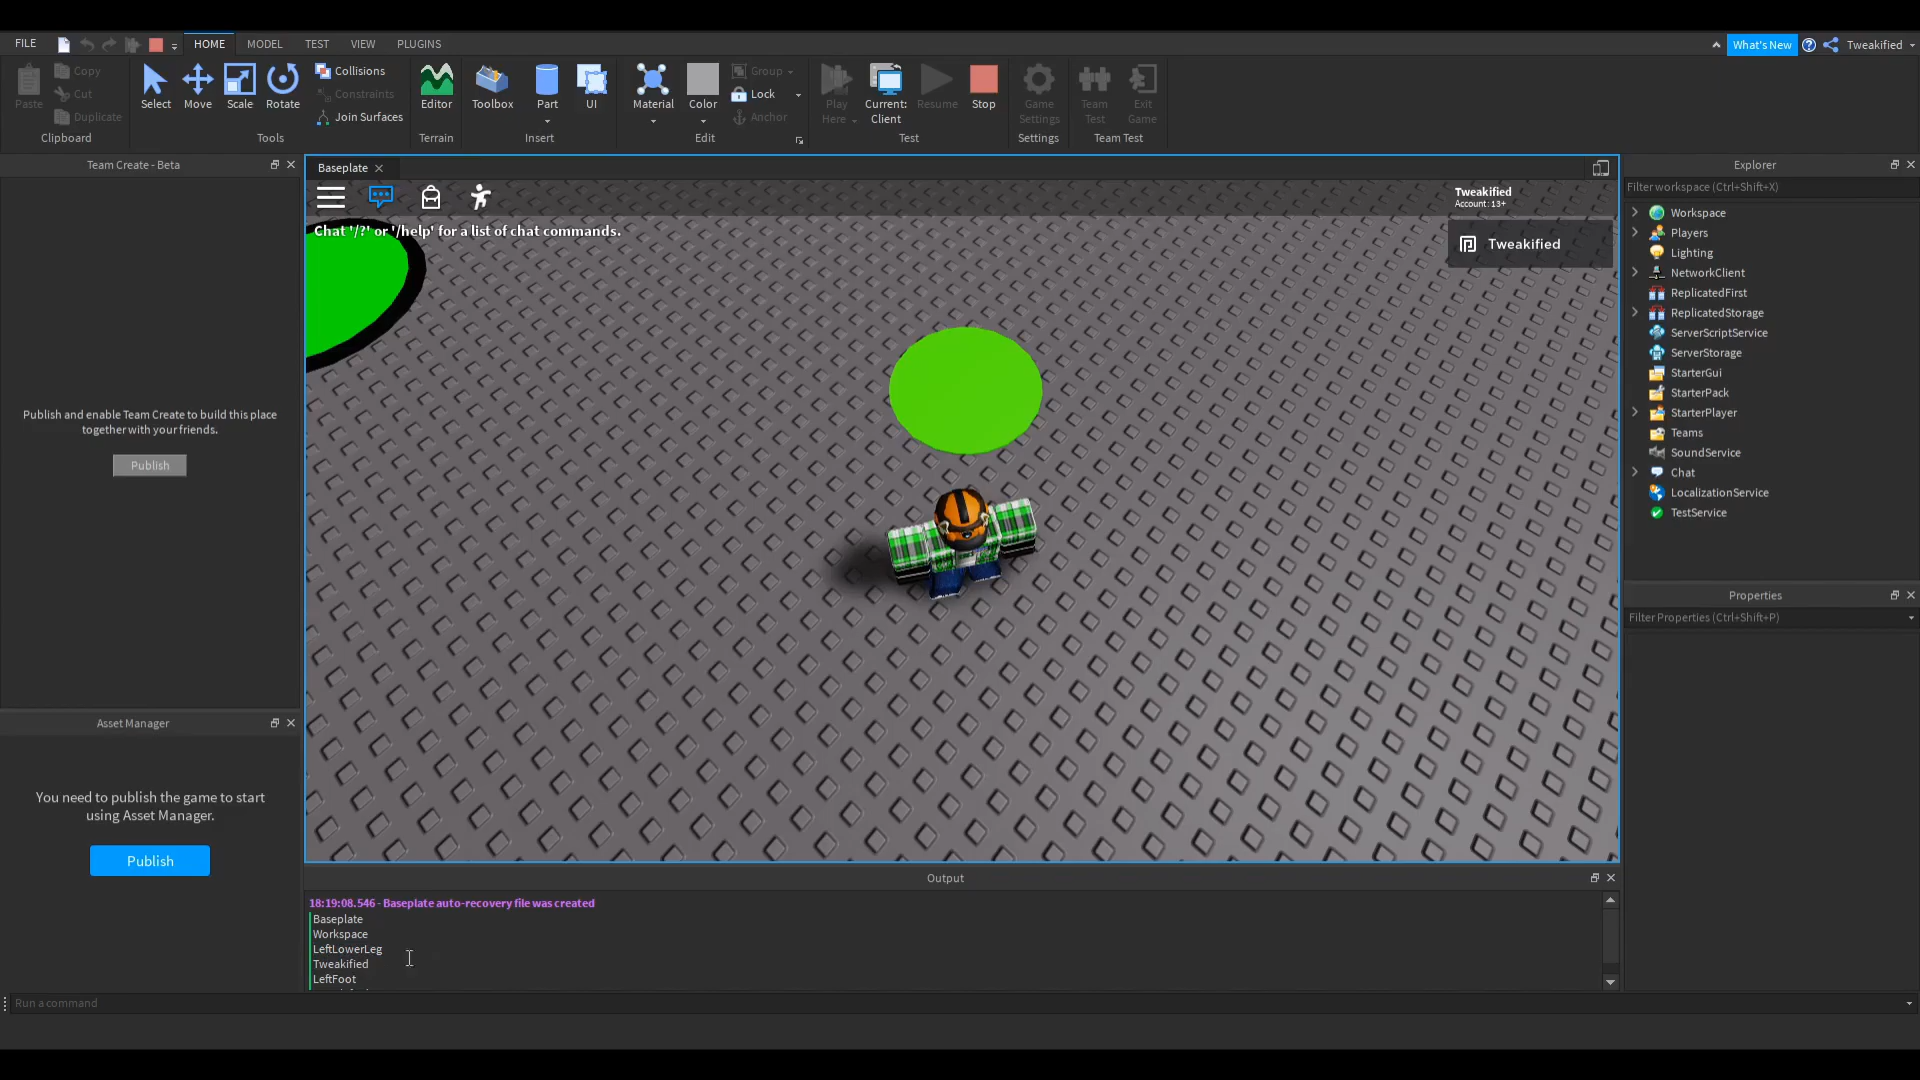 FILE
HOME
MODEL
TEST
VIEW
PLUGINS
What's New
Tweakified
Paste
Copy
Cut
Duplicate
Clipboard
Select
Move
Scale
Rotate
Collisions
Constraints
Join Surfaces
Tools
Editor
Terrain
Toolbox
Part
UI
Insert
Material
Color
Group
Lock
Anchor
Edit
Play
Here
Current:
Client
Resume
Stop
Test
Game
Settings
Settings
Team
Test
Exit
Game
Team Test
Team Create - Beta
Publish and enable Team Create to build this place
together with your friends.
Publish
Asset Manager
You need to publish the game to start
using Asset Manager.
Publish
Baseplate
Chat '/?' or '/help' for a list of chat commands.
Tweakified
Account: 13+
Tweakified
Output
18:19:08.546 - Baseplate auto-recovery file was created
Baseplate
Workspace
LeftLowerLeg
Tweakified
LeftFoot
Run a command
Explorer
Filter workspace (Ctrl+Shift+X)
Workspace
Players
Lighting
NetworkClient
ReplicatedFirst
ReplicatedStorage
ServerScriptService
ServerStorage
StarterGui
StarterPack
StarterPlayer
Teams
SoundService
Chat
LocalizationService
TestService
Properties
Filter Properties (Ctrl+Shift+P)